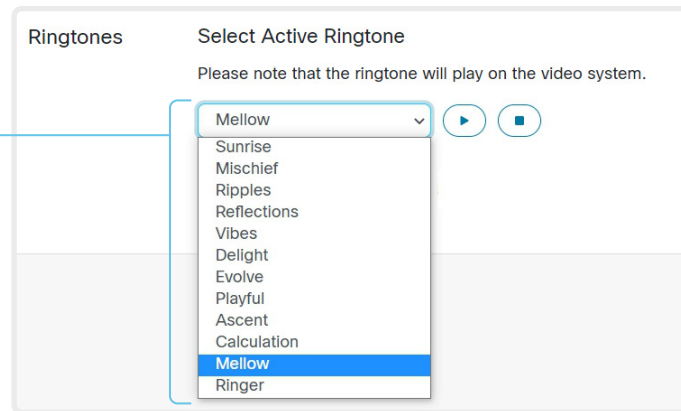 Ringtones
Select Active Ringtone
Please note that the ringtone will play on the video system.
Mellow
Sunrise
Mischief
Ripples
Reflections
Vibes
Delight
Evolve
Playful
Ascent
Calculation
Mellow
Ringer